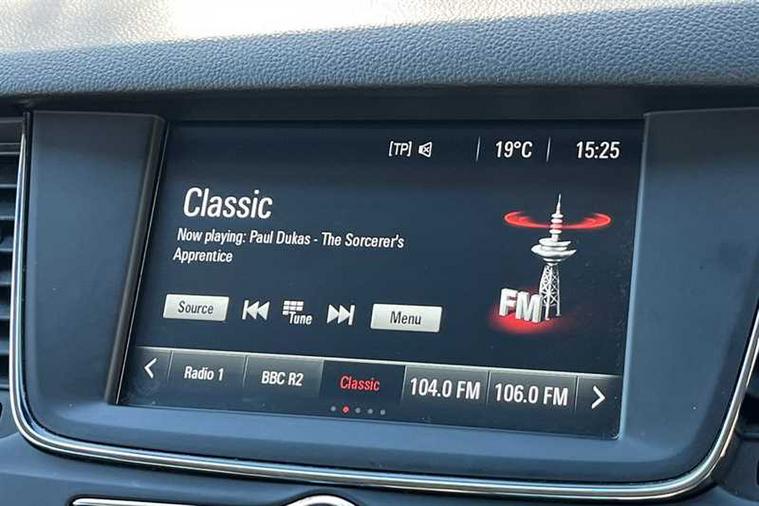 [TP] 19°C 15:25
Classic
Now playing: Paul Dukas - The Sorcerer's
Apprentice
FM
Source Tune Menu
Radio 1 BBC R2 Classic 104.0 FM 106.0 FM